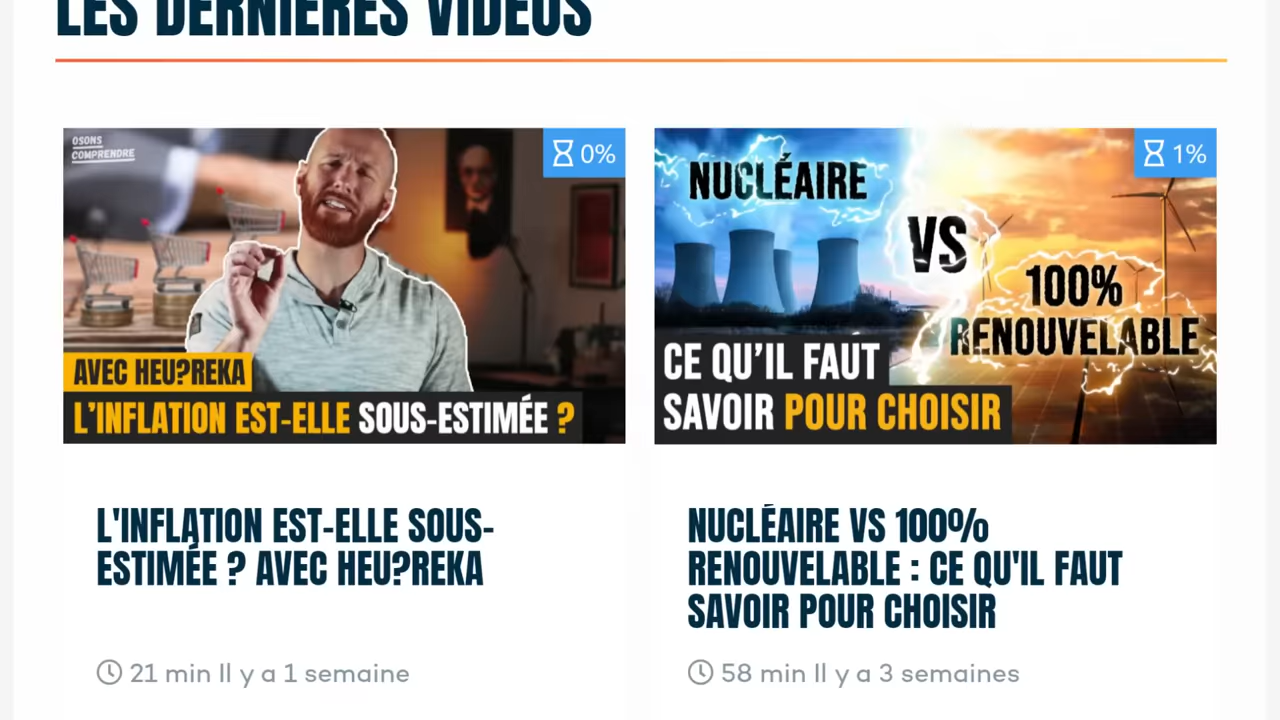 LES DERNIÈRES VIDÉOS
OSONS
COMPRENDRE
0%
AVEC HEU?REKA
L'INFLATION EST-ELLE SOUS-ESTIMÉE ?
1%
NUCLÉAIRE
VS
100%
RENOUVELABLE
CE QU'IL FAUT
SAVOIR POUR CHOISIR
L'INFLATION EST-ELLE SOUS-
ESTIMÉE ? AVEC HEU?REKA
21 min Il y a 1 semaine
NUCLÉAIRE VS 100%
RENOUVELABLE : CE QU'IL FAUT
SAVOIR POUR CHOISIR
58 min Il y a 3 semaines